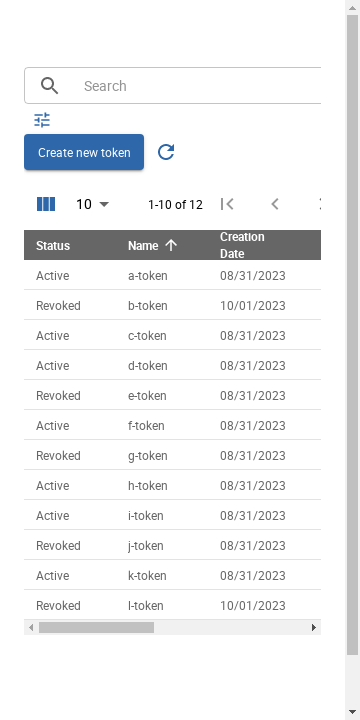 Search
Create new token
10 1-10 of 12
Status Name Creation Date
Active a-token 08/31/2023
Revoked b-token 10/01/2023
Active c-token 08/31/2023
Active d-token 08/31/2023
Revoked e-token 08/31/2023
Active f-token 08/31/2023
Revoked g-token 08/31/2023
Active h-token 08/31/2023
Active i-token 08/31/2023
Revoked j-token 08/31/2023
Active k-token 08/31/2023
Revoked l-token 10/01/2023